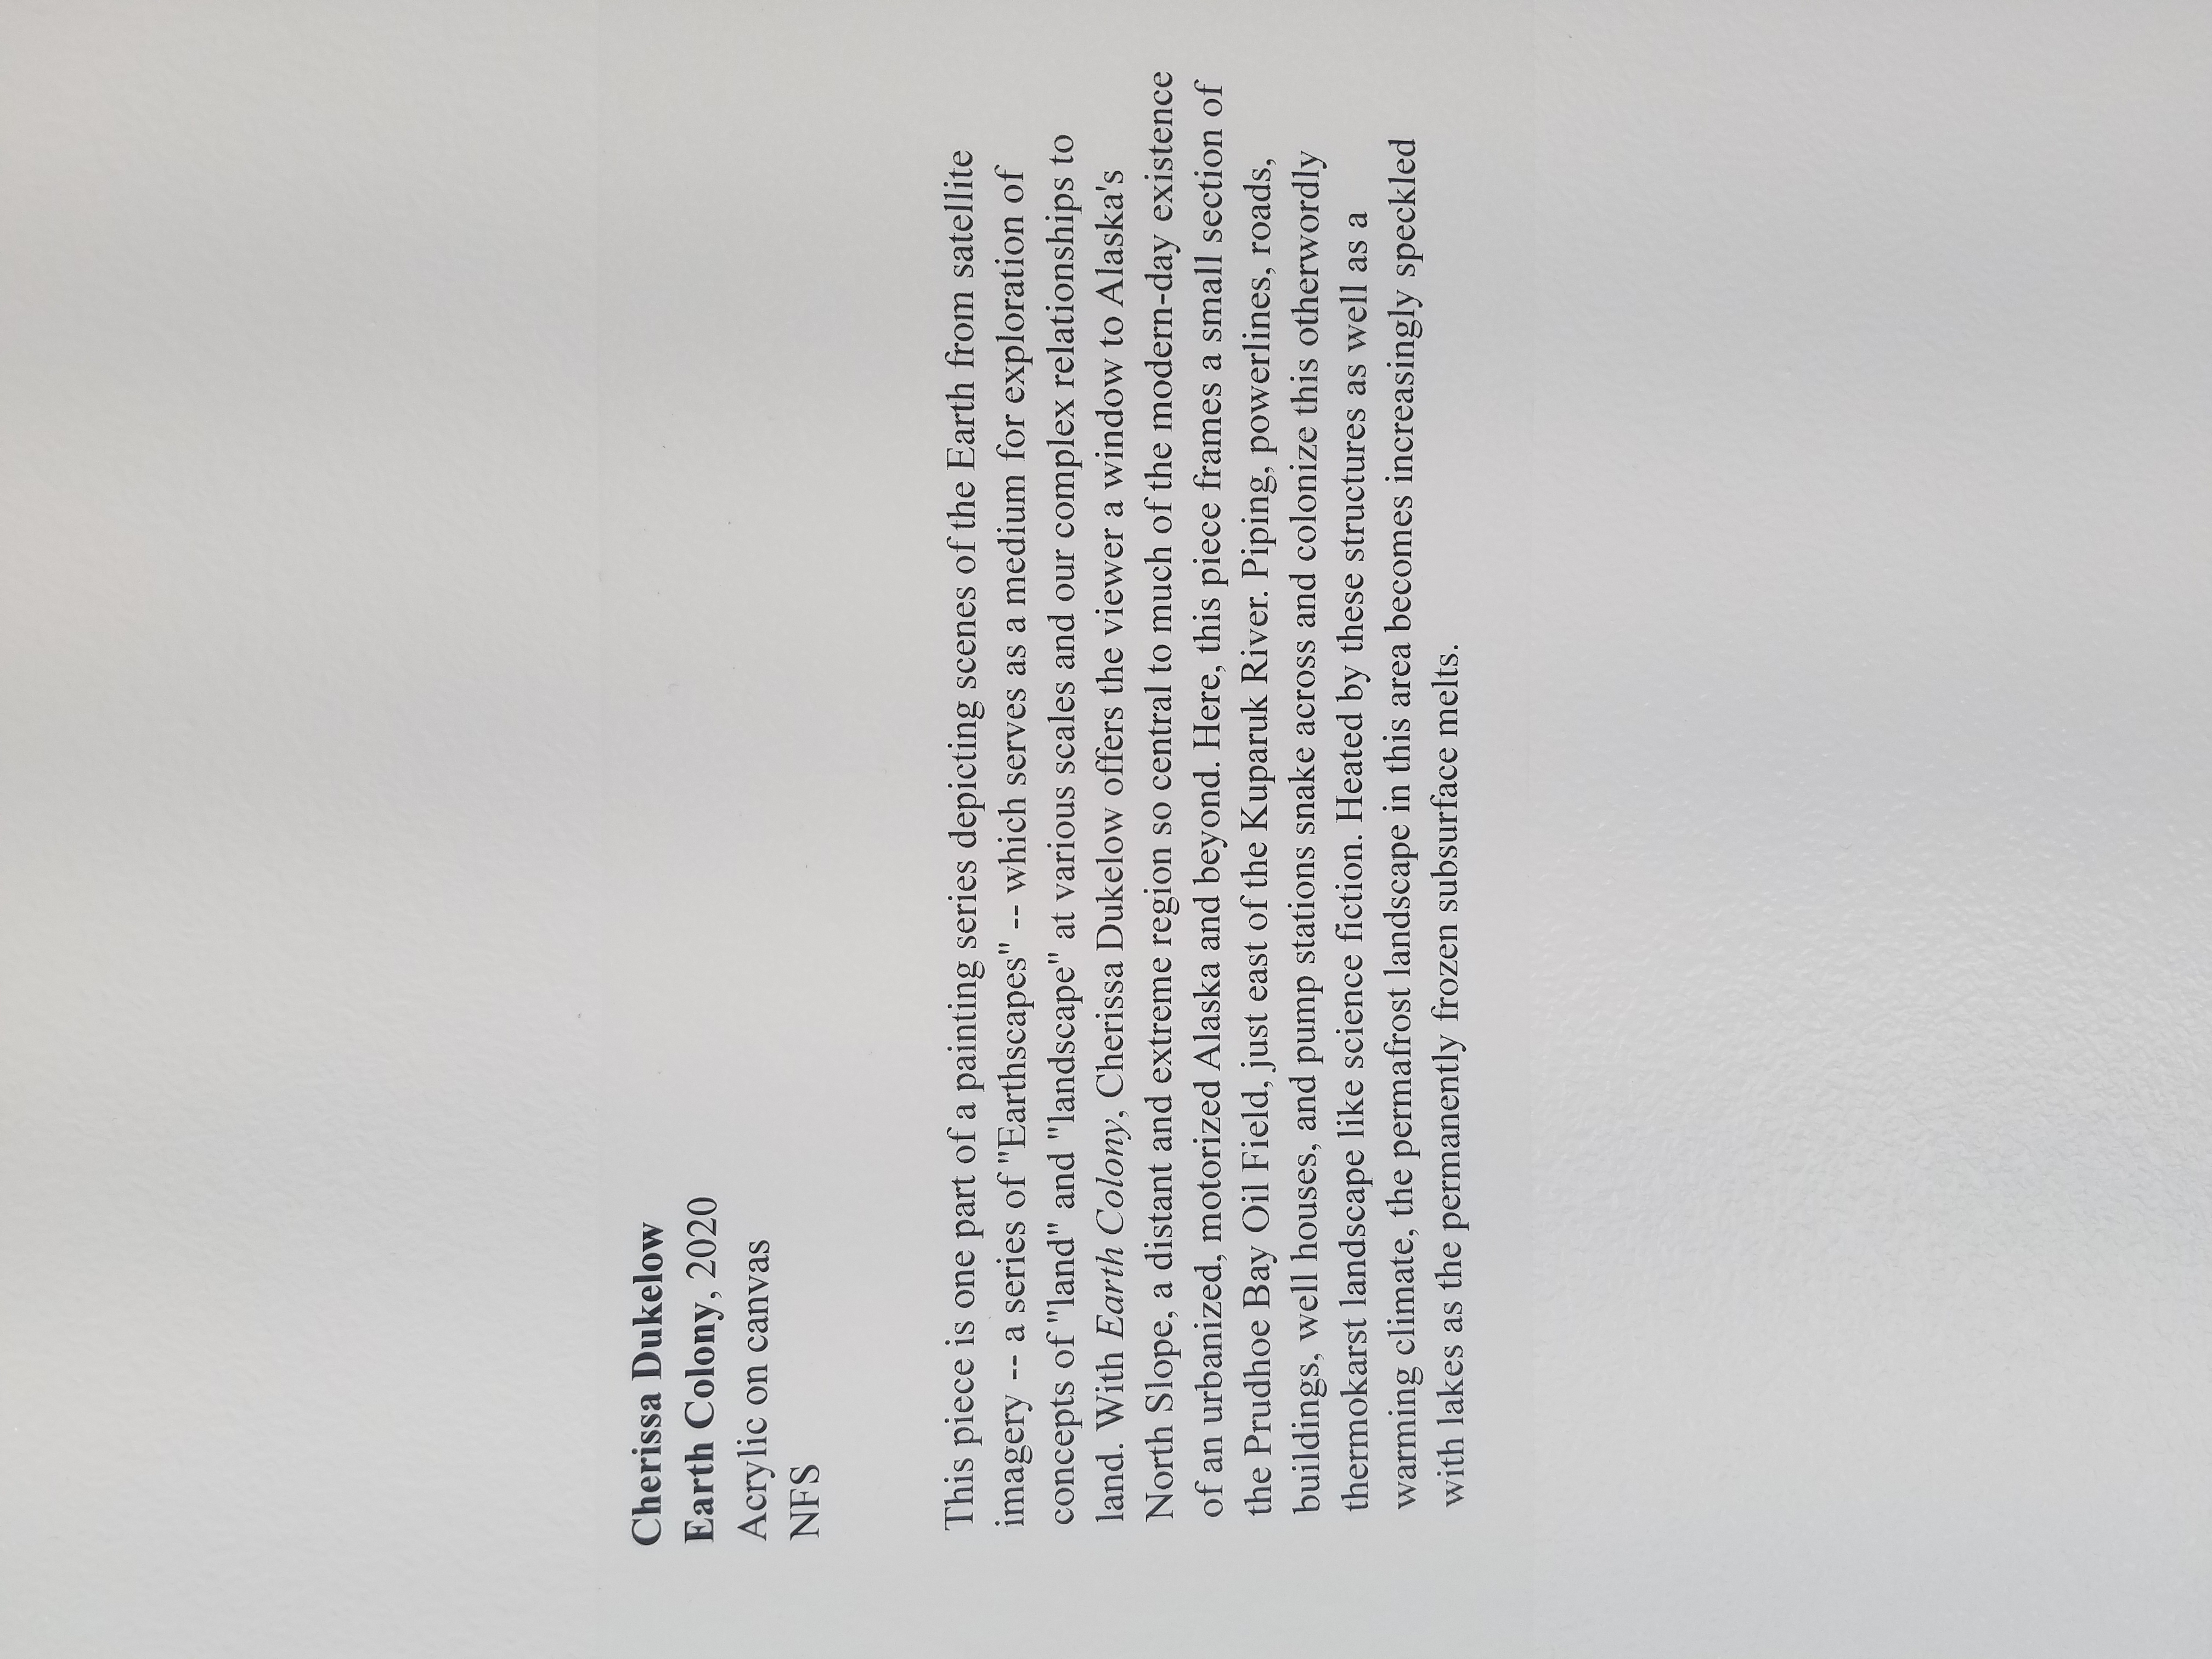 Cherissa Dukelow
Earth Colony, 2020
Acrylic on canvas
NFS
This piece is one part of a painting series depicting scenes of the Earth from satellite
imagery -- a series of "Earthscapes" -- which serves as a medium for exploration of
concepts of "land" and "landscape" at various scales and our complex relationships to
land. With Earth Colony, Cherissa Dukelow offers the viewer a window to Alaska's
North Slope, a distant and extreme region so central to much of the modern-day existence
of an urbanized, motorized Alaska and beyond. Here, this piece frames a small section of
the Prudhoe Bay Oil Field, just east of the Kuparuk River. Piping, powerlines, roads,
buildings, well houses, and pump stations snake across and colonize this otherwordly
thermokarst landscape like science fiction. Heated by these structures as well as a
warming climate, the permafrost landscape in this area becomes increasingly speckled
with lakes as the permanently frozen subsurface melts.